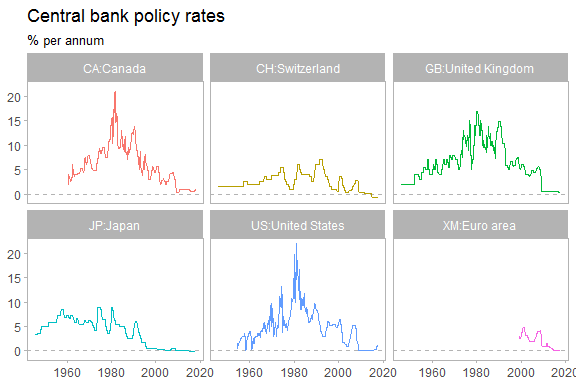 Central bank policy rates
% per annum
CA:Canada CH:Switzerland GB:United Kingdom
20
15
10
5
0
JP:Japan US:United States XM:Euro area
20
15
10
5
0
1960 1980 2000 2020 1960 1980 2000 2020 1960 1980 2000 2020